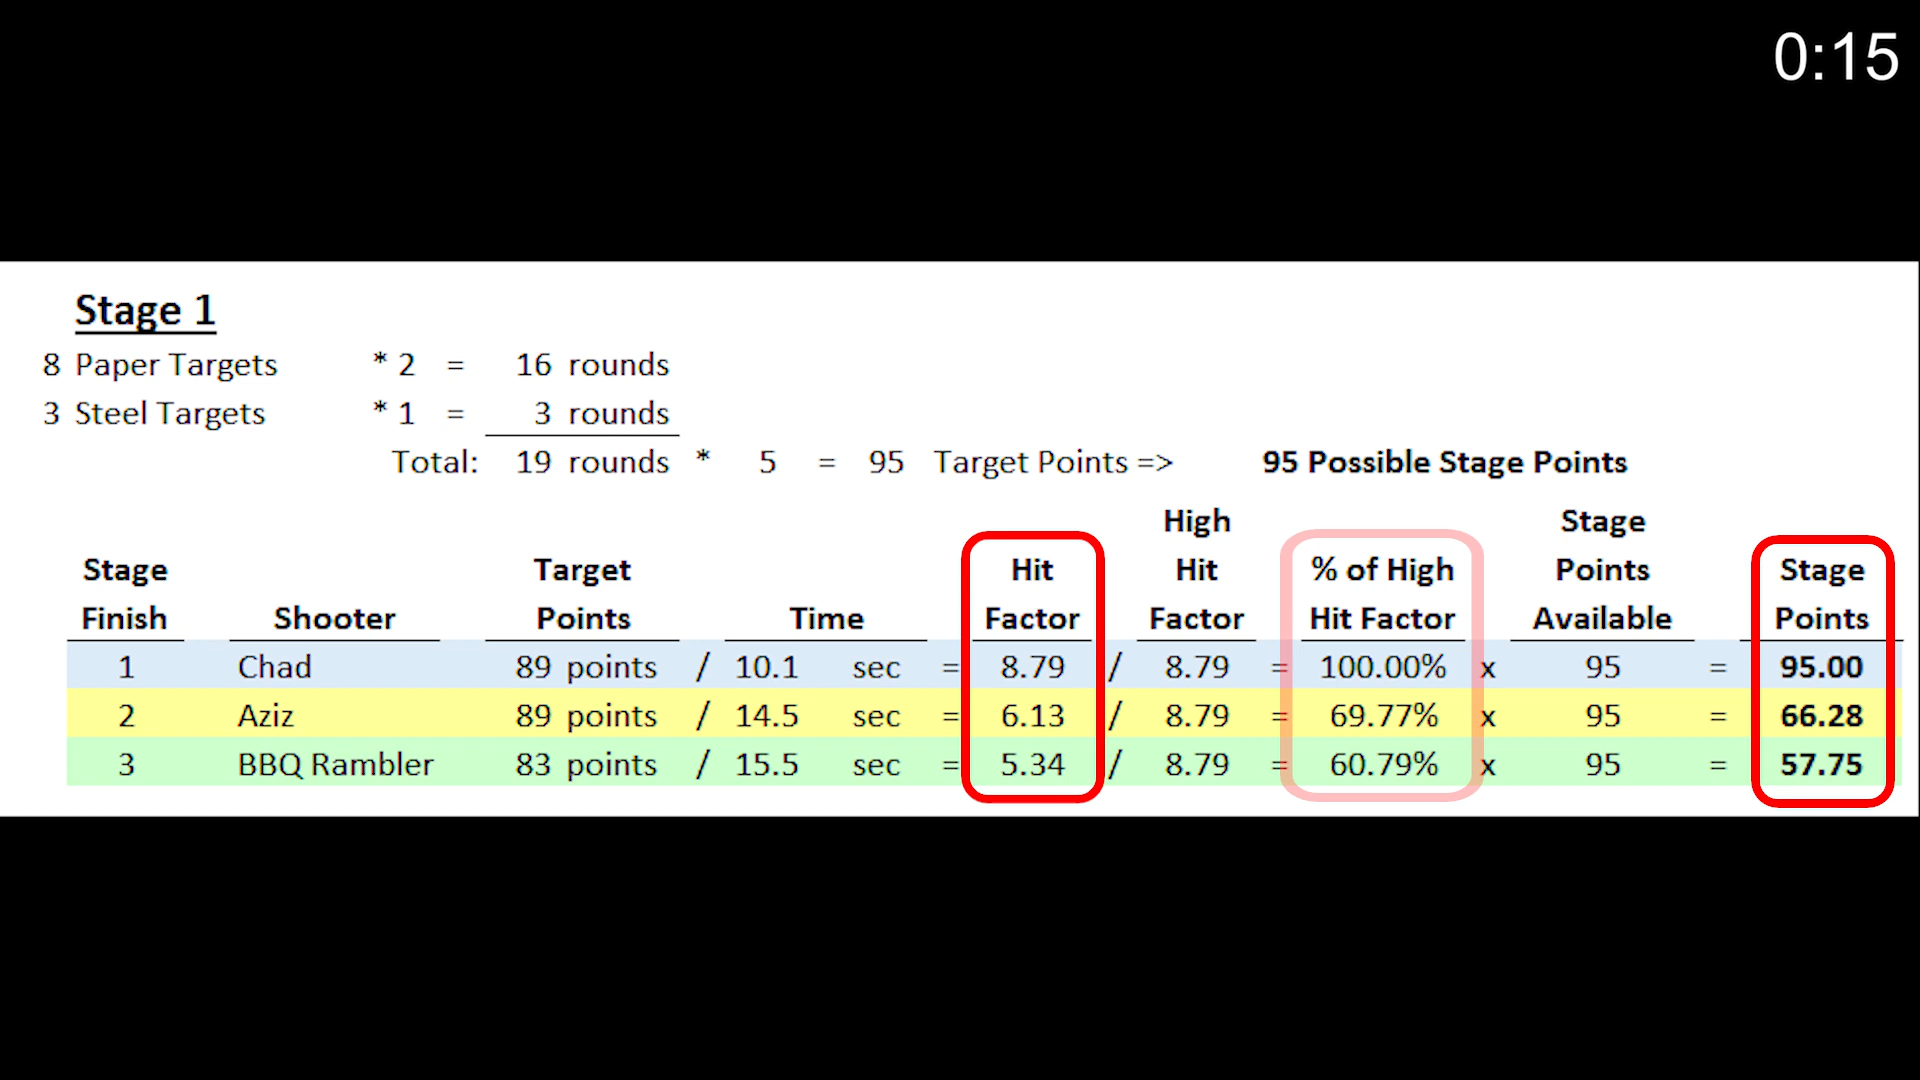 0:15
Stage 1
8 Paper Targets * 2 = 16 rounds
3 Steel Targets * 1 = 3 rounds
Total: 19 rounds * 5 = 95 Target Points => 95 Possible Stage Points
High Stage
Stage Target Hit Hit % of High Points Stage
Finish Shooter Points Time Factor Factor Hit Factor Available Points
1 Chad 89 points / 10.1 sec = 8.79 / 8.79 = 100.00% x 95 = 95.00
2 Aziz 89 points / 14.5 sec = 6.13 / 8.79 = 69.77% x 95 = 66.28
3 BBQ Rambler 83 points / 15.5 sec = 5.34 / 8.79 = 60.79% x 95 = 57.75